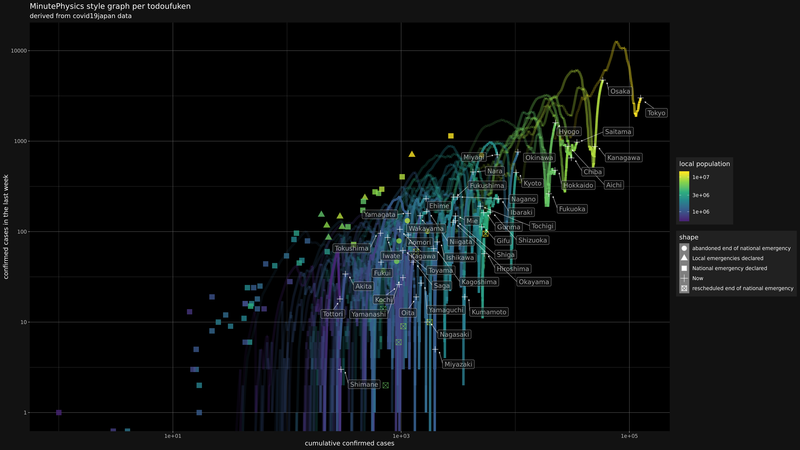 MinutePhysics style graph per todoufuken
derived from covid19japan data
confirmed cases in the last week
10000
1000
100
10
1
Osaka
Tokyo
Hyogo
Saitama
Miyagi
Okinawa
Kanagawa
Nara
Chiba
Kyoto
Hokkaido
Aichi
Fukushima
Nagano
Ehime
Ibaraki
Fukuoka
Yamagata
Mie
Wakayama
Gunma
Tochigi
Tokushima
Aomori
Niigata
Gifu
Shizuoka
Iwate
Kagawa
Ishikawa
Shiga
Fukui
Toyama
Hiroshima
Akita
Saga
Kagoshima
Okayama
Kochi
Tottori
Yamanashi
Oita
Yamaguchi
Kumamoto
Nagasaki
Miyazaki
Shimane
1e+01
1e+03
1e+05
cumulative confirmed cases
local population
1e+07
3e+06
1e+06
shape
abandoned end of national emergency
Local emergencies declared
National emergency declared
Now
rescheduled end of national emergency